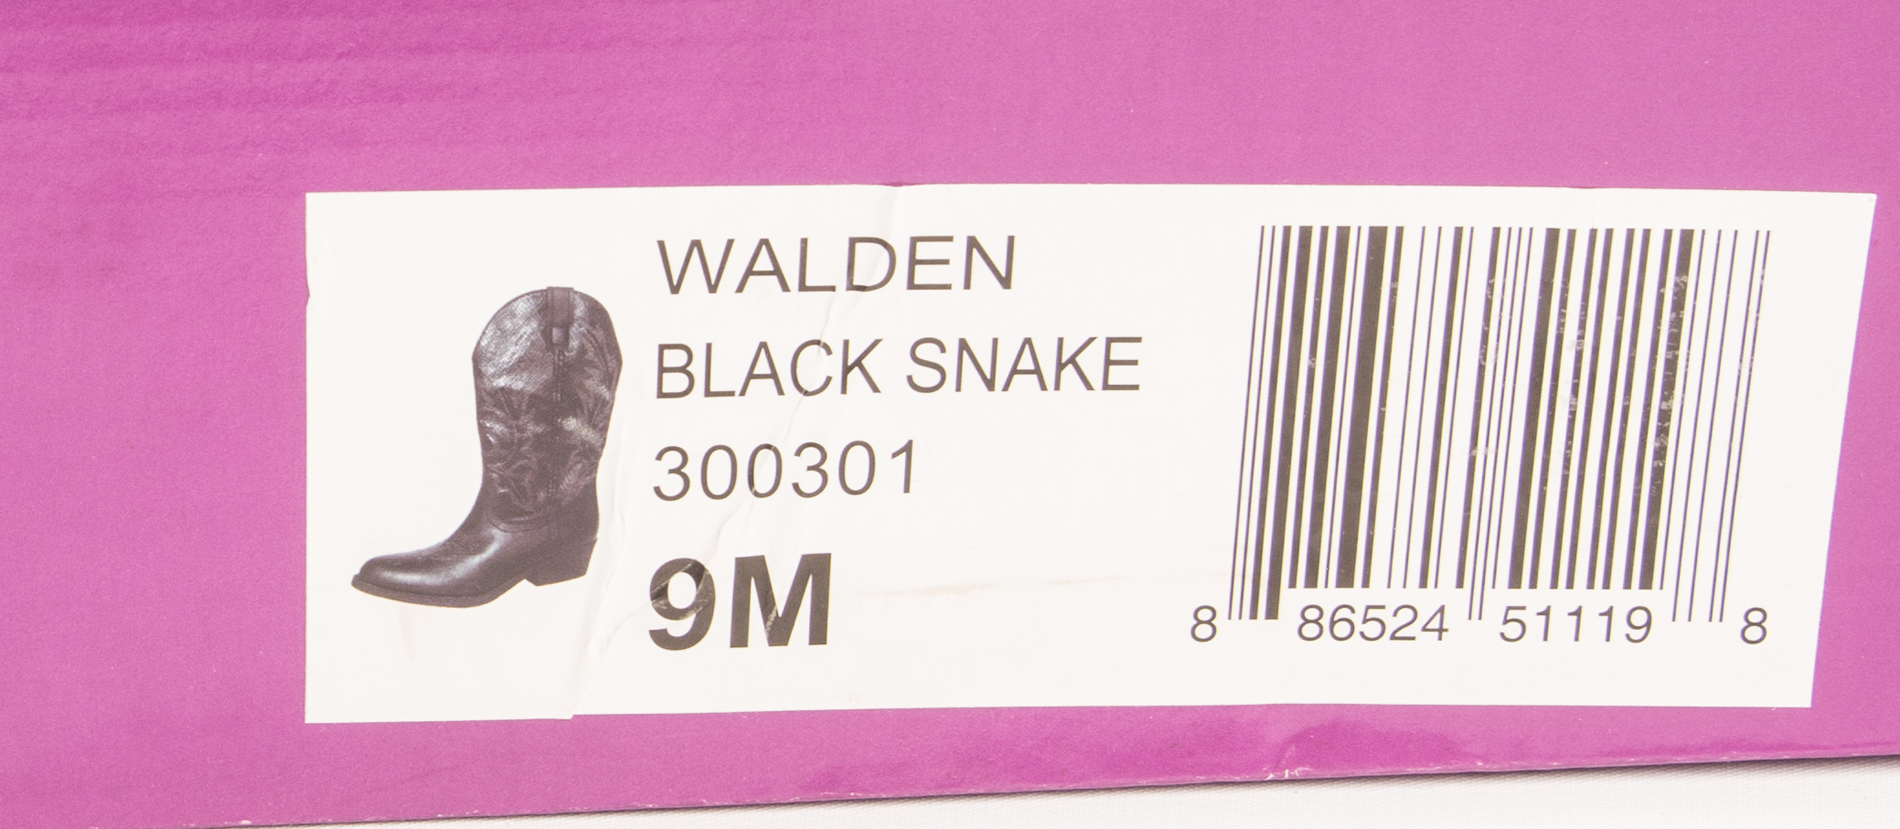 WALDEN
BLACK SNAKE
300301
9M
8 86524 51119 8